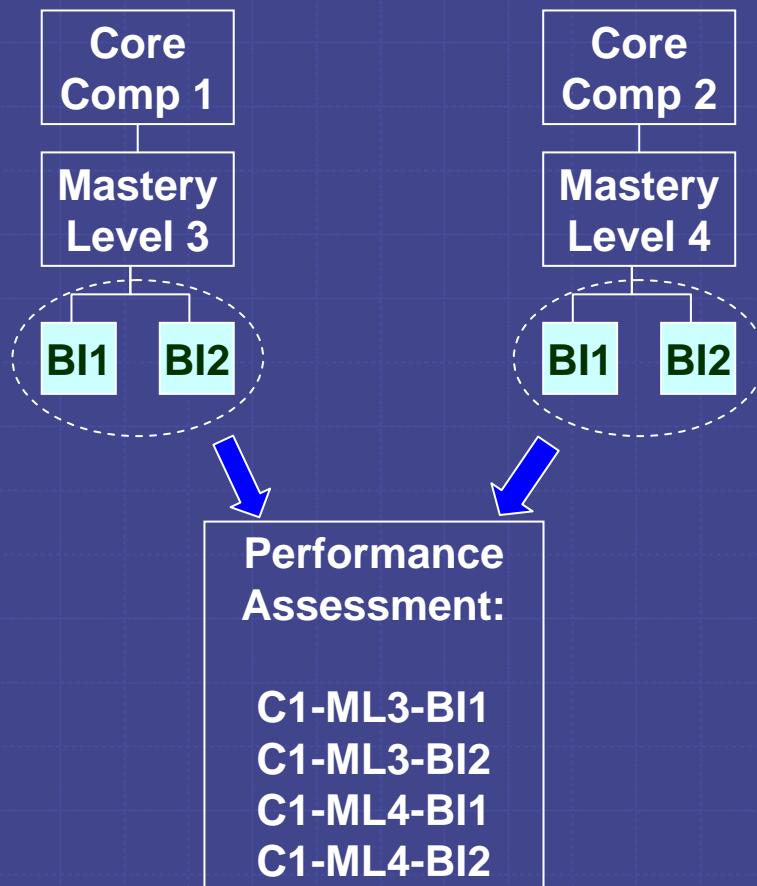 Core
Comp 1
Core
Comp 2
Mastery
Level 3
Mastery
Level 4
BI1
BI2
BI1
BI2
Performance
Assessment:
C1-ML3-BI1
C1-ML3-BI2
C1-ML4-BI1
C1-ML4-BI2